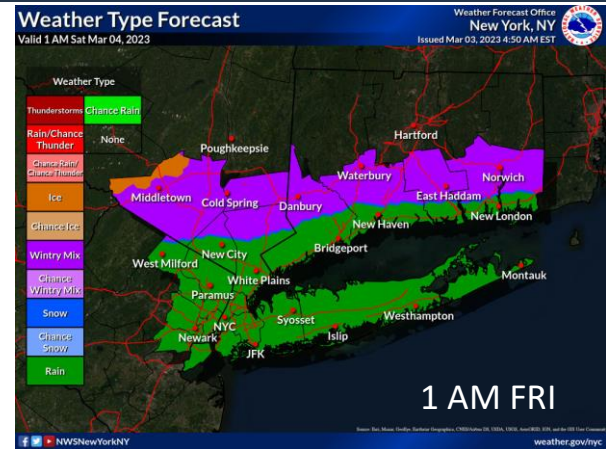 Weather Type Forecast
Valid 1 AM Sat Mar 04, 2023
Weather Forecast Office
New York, NY
Issued Mar 03, 2023 4:50 AM EST
Weather Type
Thunderstorms
Chance Rain
Rain/Chance
Thunder
None
Chance Rain/
Chance Thunder
Ice
Chance Ice
Wintry Mix
Chance
Wintry Mix
Snow
Chance
Snow
Rain
Poughkeepsie
Hartford
Waterbury
Norwich
Middletown
Cold Spring
Danbury
East Haddam
New London
New Haven
Bridgeport
New City
West Milford
White Plains
Montauk
Paramus
NYC
Syosset
Westhampton
Newark
Islip
JFK
1 AM FRI
NWSNewYorkNY
weather.gov/nyc